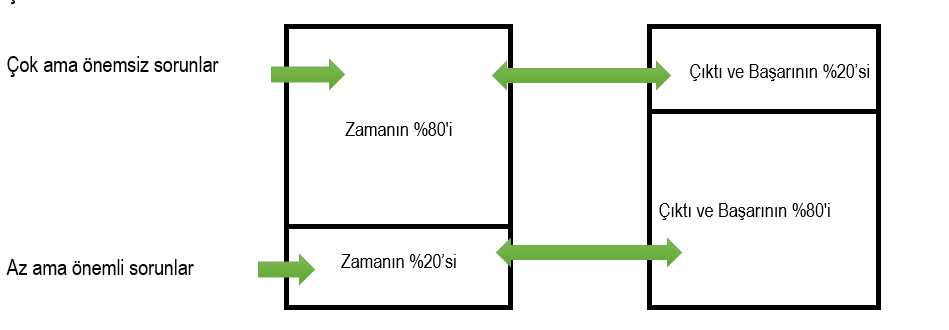 Çok ama önemsiz sorunlar
Çıktı ve Başarının %20’si
Zamanın %80'i
Çıktı ve Başarının %80'i
Zamanın %20’si
Az ama önemli sorunlar